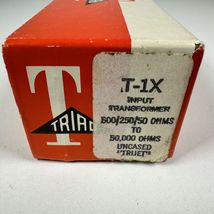 T
TRIAD
T-1X
INPUT
TRANSFORMER
500/250/50 OHMS
TO
50,000 OHMS
UNCASED
"TRUET"